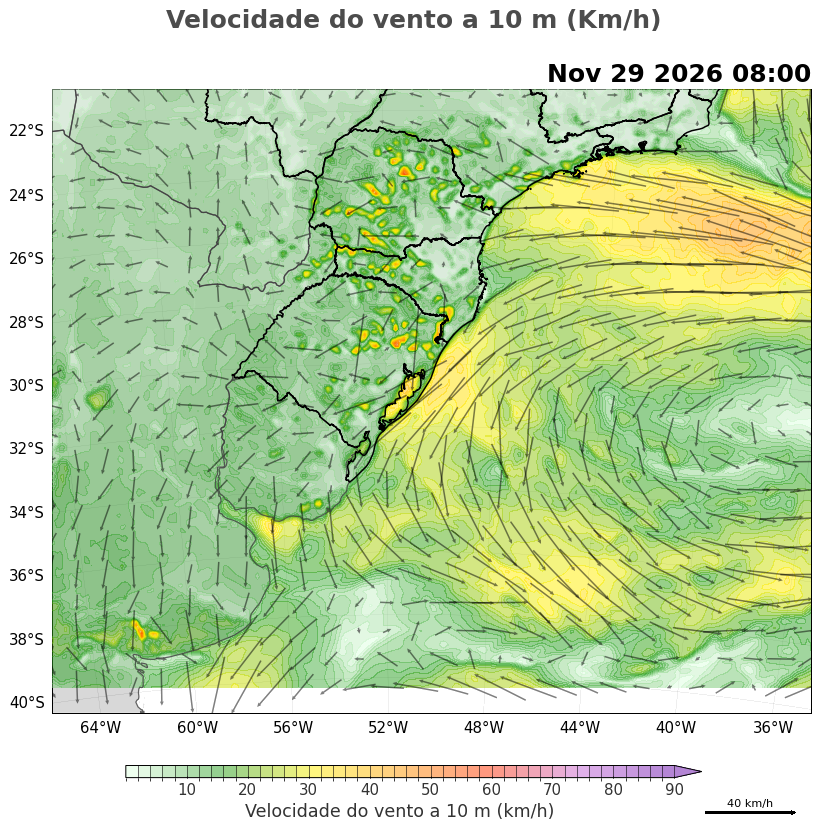 Velocidade do vento a 10 m (Km/h)
Nov 29 2026 08:00
22°S
24°S
26°S
28°S
30°S
32°S
34°S
36°S
38°S
40°S
64°W 60°W 56°W 52°W 48°W 44°W 40°W 36°W
10 20 30 40 50 60 70 80 90
Velocidade do vento a 10 m (km/h)
40 km/h